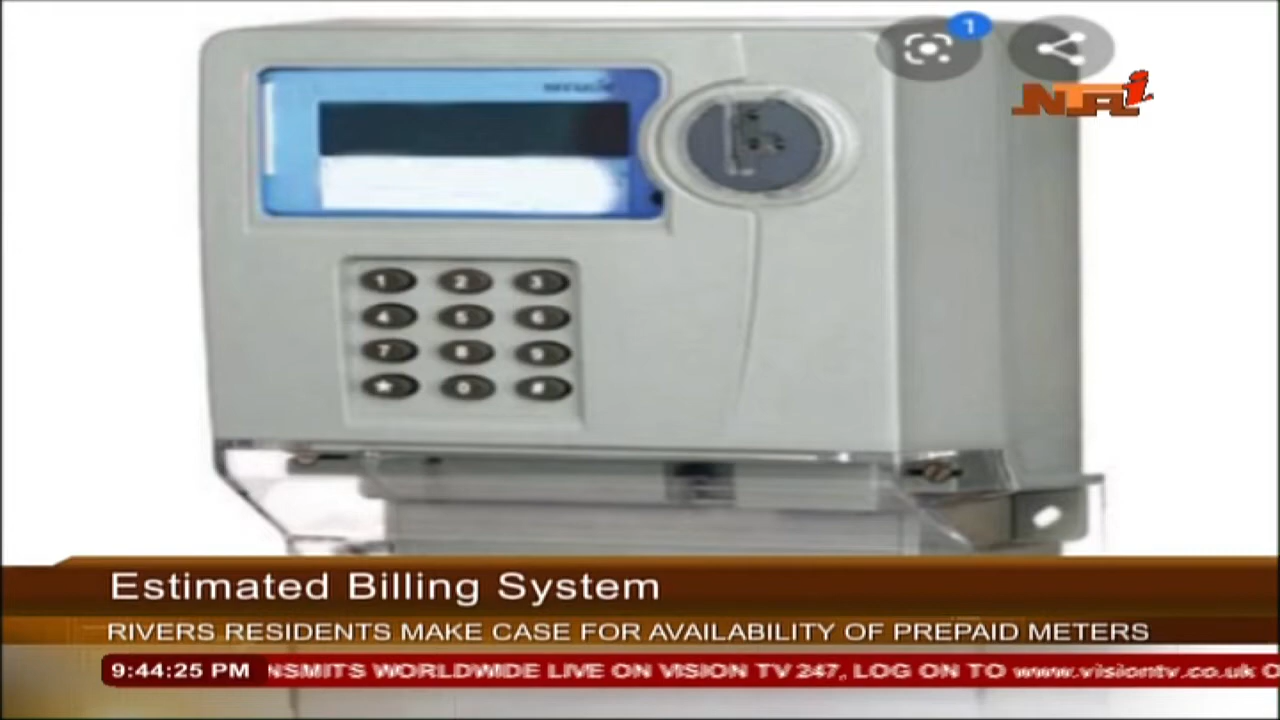 1
NTAi
1 2 3
4 5 6
7 8 9
* 0 #
Estimated Billing System
RIVERS RESIDENTS MAKE CASE FOR AVAILABILITY OF PREPAID METERS
9:44:25 PM NSMITS WORLDWIDE LIVE ON VISION TV 247, LOG ON TO www.visiontv.co.uk